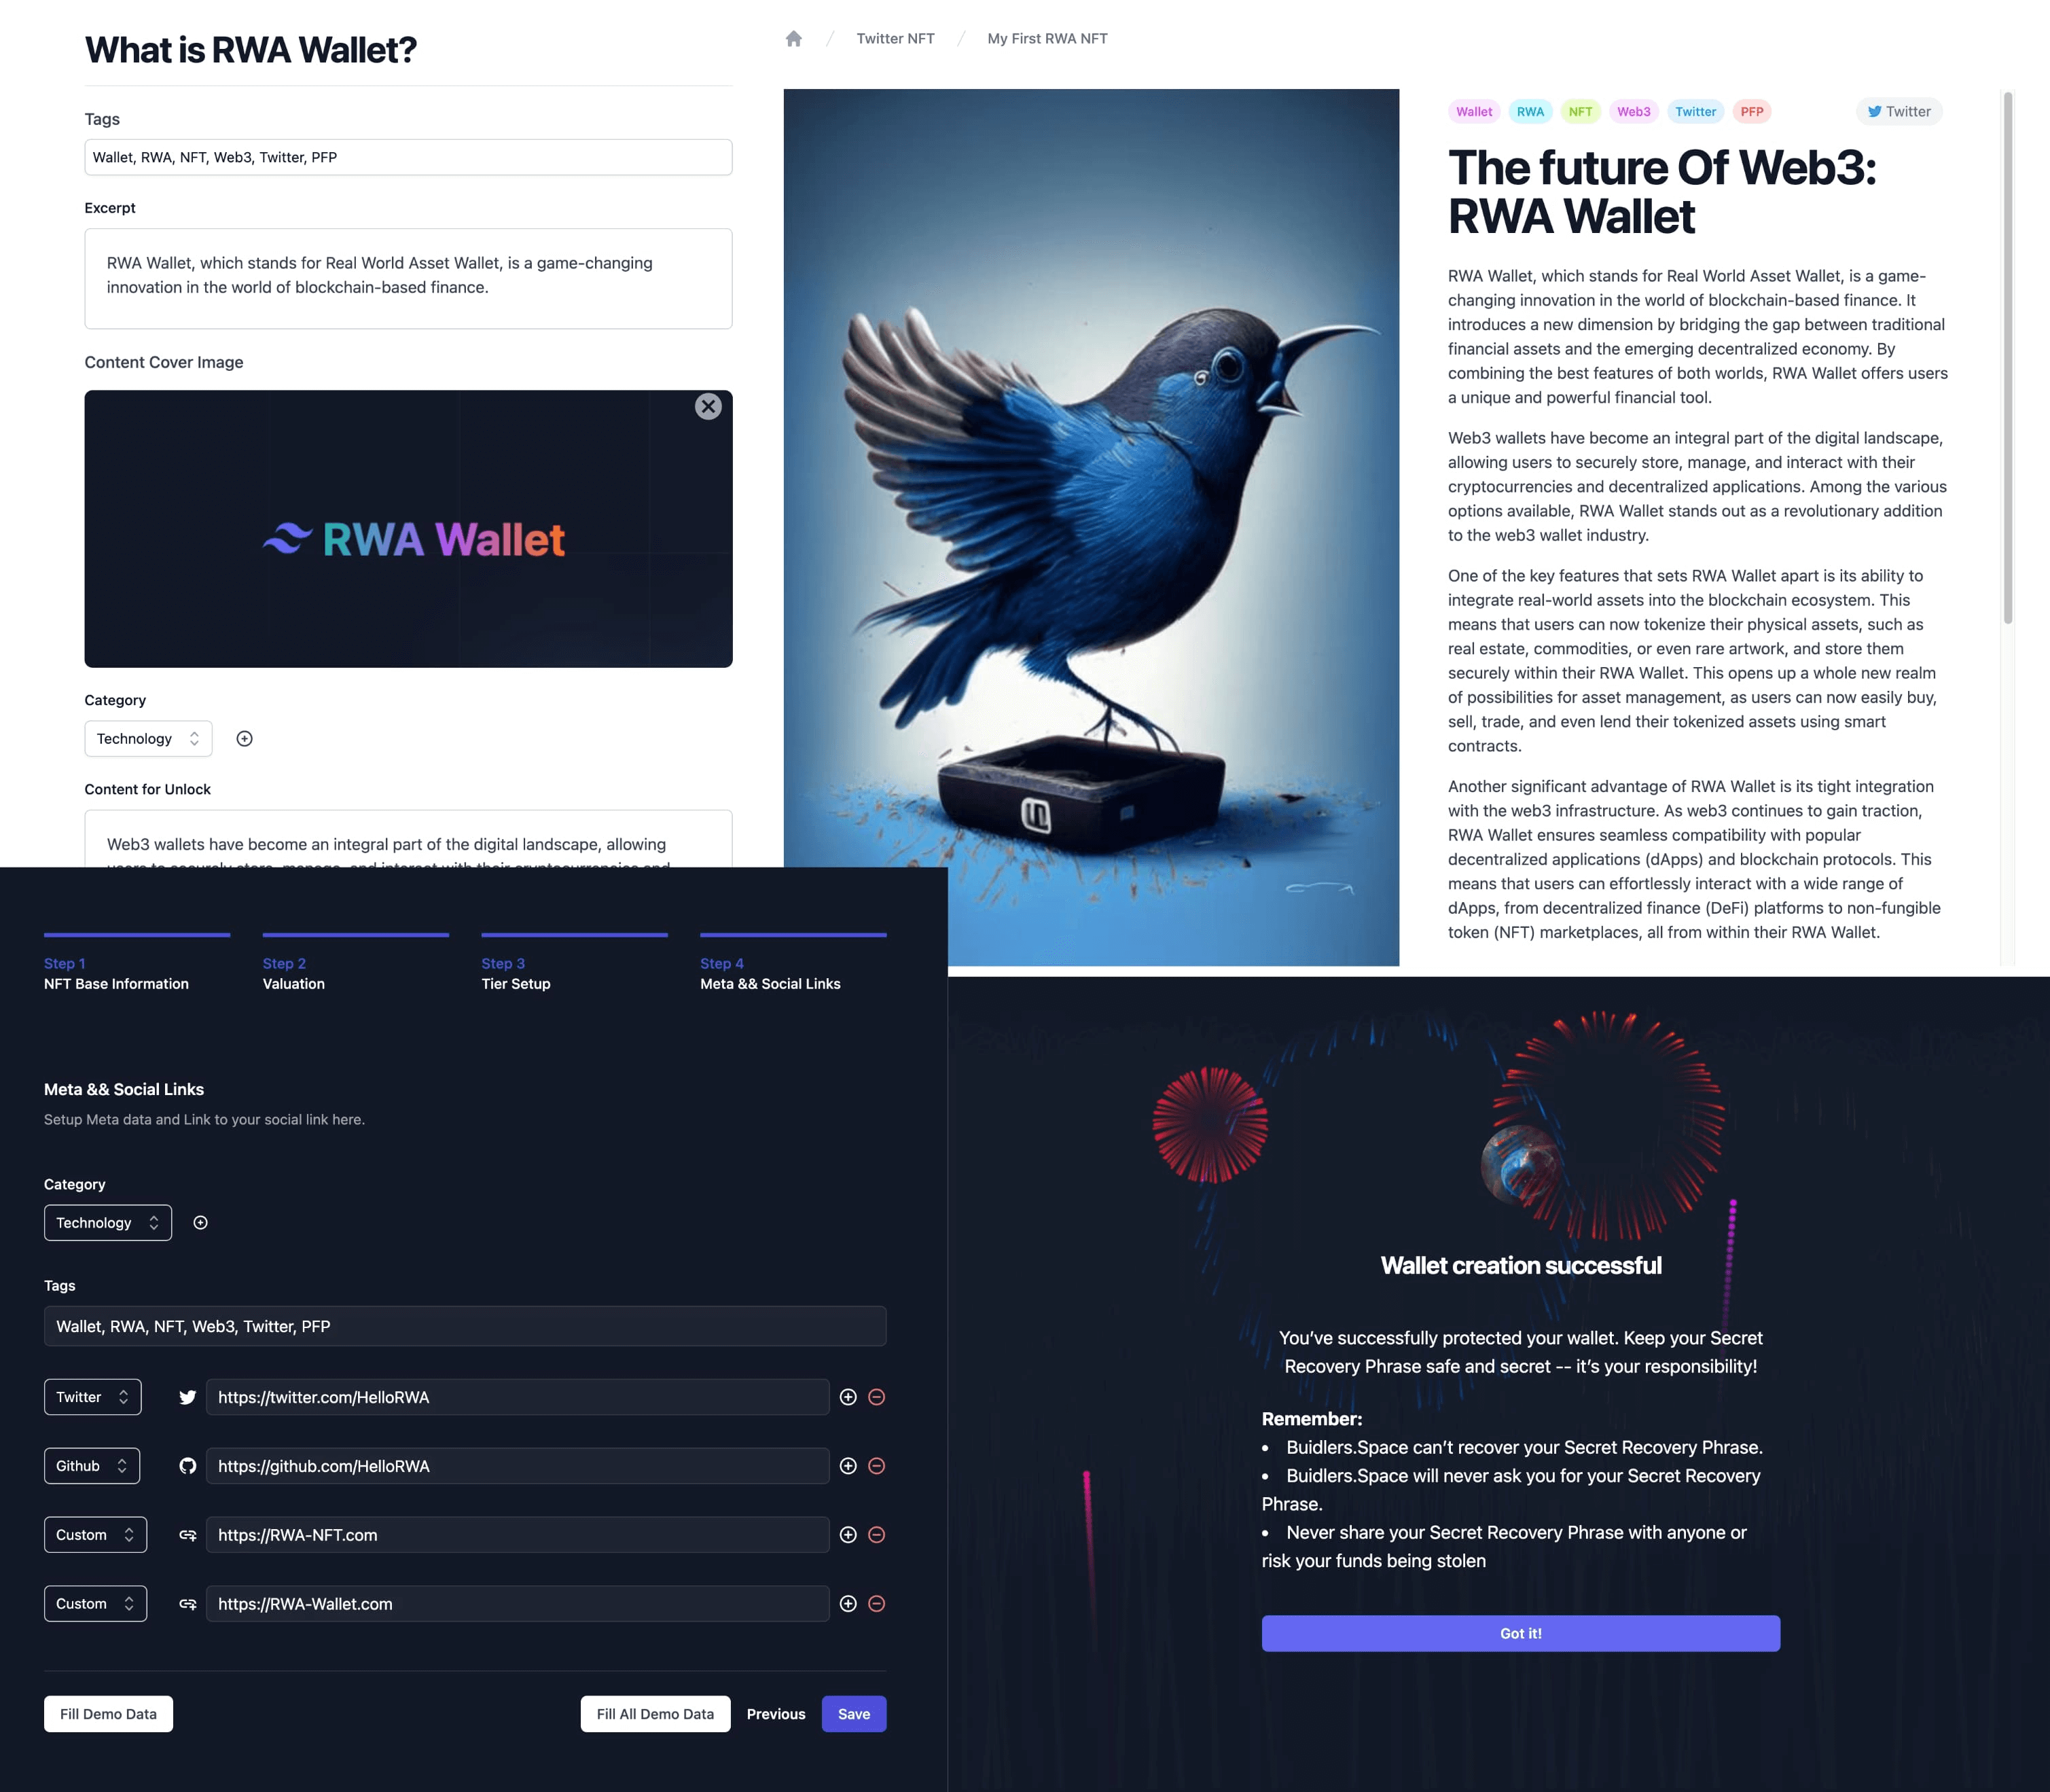 What is RWA Wallet?
Tags
Wallet, RWA, NFT, Web3, Twitter, PFP
Excerpt
RWA Wallet, which stands for Real World Asset Wallet, is a game-changing
innovation in the world of blockchain-based finance.
Content Cover Image
RWA Wallet
Category
Technology
Content for Unlock
Web3 wallets have become an integral part of the digital landscape, allowing
users to securely store, manage, and interact with their cryptocurrencies and
Twitter NFT / My First RWA NFT
Wallet RWA NFT Web3 Twitter PFP Twitter
The future Of Web3:
RWA Wallet
RWA Wallet, which stands for Real World Asset Wallet, is a game-
changing innovation in the world of blockchain-based finance. It
introduces a new dimension by bridging the gap between traditional
financial assets and the emerging decentralized economy. By
combining the best features of both worlds, RWA Wallet offers users
a unique and powerful financial tool.
Web3 wallets have become an integral part of the digital landscape,
allowing users to securely store, manage, and interact with their
cryptocurrencies and decentralized applications. Among the various
options available, RWA Wallet stands out as a revolutionary addition
to the web3 wallet industry.
One of the key features that sets RWA Wallet apart is its ability to
integrate real-world assets into the blockchain ecosystem. This
means that users can now tokenize their physical assets, such as
real estate, commodities, or even rare artwork, and store them
securely within their RWA Wallet. This opens up a whole new realm
of possibilities for asset management, as users can now easily buy,
sell, trade, and even lend their tokenized assets using smart
contracts.
Another significant advantage of RWA Wallet is its tight integration
with the web3 infrastructure. As web3 continues to gain traction,
RWA Wallet ensures seamless compatibility with popular
decentralized applications (dApps) and blockchain protocols. This
means that users can effortlessly interact with a wide range of
dApps, from decentralized finance (DeFi) platforms to non-fungible
token (NFT) marketplaces, all from within their RWA Wallet.
Step 1 Step 2 Step 3 Step 4
NFT Base Information Valuation Tier Setup Meta && Social Links
Meta && Social Links
Setup Meta data and Link to your social link here.
Category
Technology
Tags
Wallet, RWA, NFT, Web3, Twitter, PFP
Twitter https://twitter.com/HelloRWA
Github https://github.com/HelloRWA
Custom https://RWA-NFT.com
Custom https://RWA-Wallet.com
Fill Demo Data Fill All Demo Data Previous Save
Wallet creation successful
You’ve successfully protected your wallet. Keep your Secret
Recovery Phrase safe and secret -- it’s your responsibility!
Remember:
• Buidlers.Space can’t recover your Secret Recovery Phrase.
• Buidlers.Space will never ask you for your Secret Recovery
Phrase.
• Never share your Secret Recovery Phrase with anyone or
risk your funds being stolen
Got it!